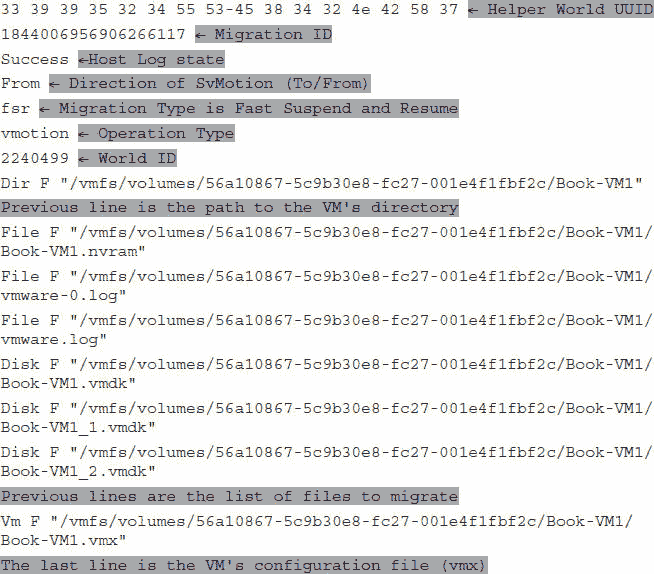 33 39 39 35 32 34 55 53-45 38 34 32 4e 42 58 37 ← Helper World UUID
1844006956906266117 ← Migration ID
Success ←Host Log state
From ← Direction of SvMotion (To/From)
fsr ← Migration Type is Fast Suspend and Resume
vmotion ← Operation Type
2240499 ← World ID
Dir F "/vmfs/volumes/56a10867-5c9b30e8-fc27-001e4f1fbf2c/Book-VM1"
Previous line is the path to the VM's directory
File F "/vmfs/volumes/56a10867-5c9b30e8-fc27-001e4f1fbf2c/Book-VM1/
Book-VM1.nvram"
File F "/vmfs/volumes/56a10867-5c9b30e8-fc27-001e4f1fbf2c/Book-VM1/
vmware-0.log"
File F "/vmfs/volumes/56a10867-5c9b30e8-fc27-001e4f1fbf2c/Book-VM1/
vmware.log"
Disk F "/vmfs/volumes/56a10867-5c9b30e8-fc27-001e4f1fbf2c/Book-VM1/
Book-VM1.vmdk"
Disk F "/vmfs/volumes/56a10867-5c9b30e8-fc27-001e4f1fbf2c/Book-VM1/
Book-VM1_1.vmdk"
Disk F "/vmfs/volumes/56a10867-5c9b30e8-fc27-001e4f1fbf2c/Book-VM1/
Book-VM1_2.vmdk"
Previous lines are the list of files to migrate
Vm F "/vmfs/volumes/56a10867-5c9b30e8-fc27-001e4f1fbf2c/Book-VM1/
Book-VM1.vmx"
The last line is the VM's configuration file (vmx)